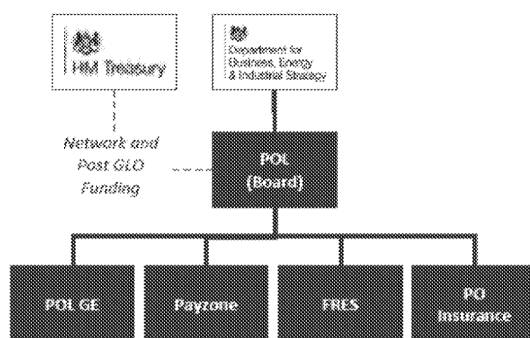 HM Treasury
Department for
Business, Energy
& Industrial Strategy
Network and
Post GLO
Funding
POL
(Board)
POL GE
Payzone
FRES
PO
Insurance